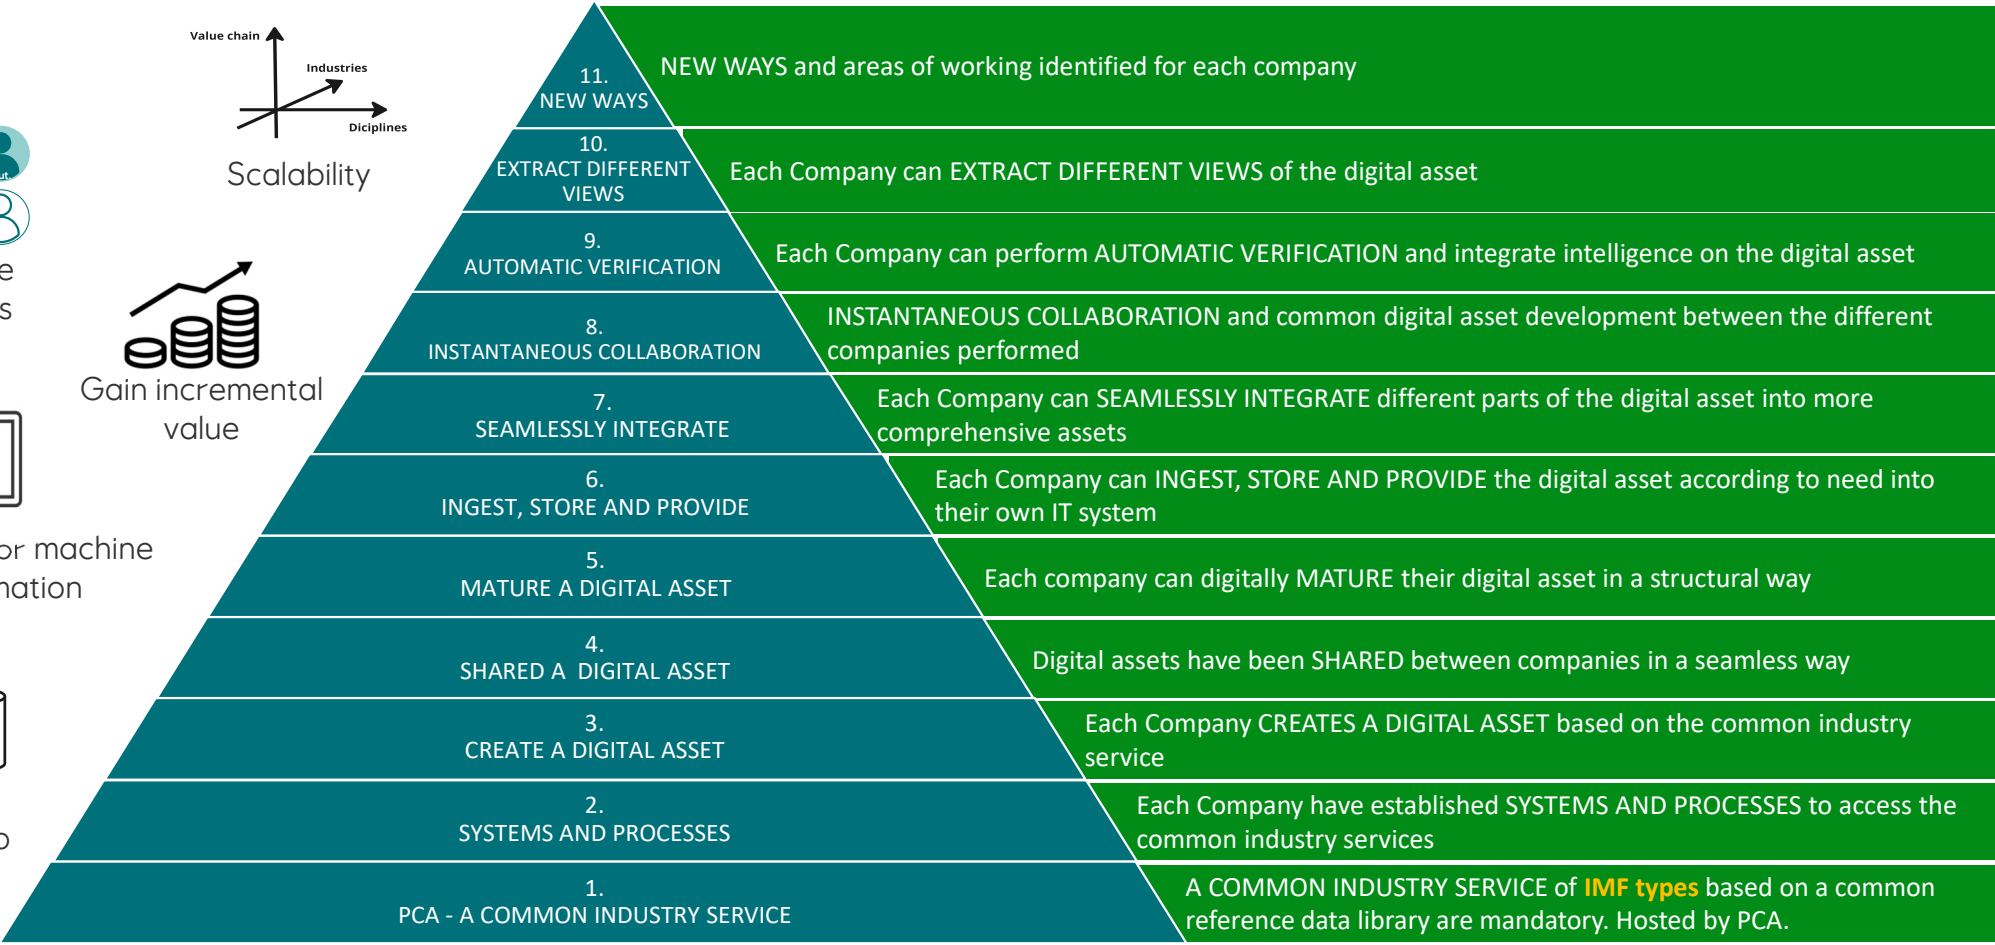 Value chain
Industries
Diciplines
Scalability
Gain incremental
value
or machine
11.
NEW WAYS
NEW WAYS and areas of working identified for each company
10.
EXTRACT DIFFERENT
VIEWS
Each Company can EXTRACT DIFFERENT VIEWS of the digital asset
9.
AUTOMATIC VERIFICATION
Each Company can perform AUTOMATIC VERIFICATION and integrate intelligence on the digital asset
8.
INSTANTANEOUS COLLABORATION
INSTANTANEOUS COLLABORATION and common digital asset development between the different
companies performed
7.
SEAMLESSLY INTEGRATE
Each Company can SEAMLESSLY INTEGRATE different parts of the digital asset into more
comprehensive assets
6.
INGEST, STORE AND PROVIDE
Each Company can INGEST, STORE AND PROVIDE the digital asset according to need into
their own IT system
5.
MATURE A DIGITAL ASSET
Each company can digitally MATURE their digital asset in a structural way
4.
SHARED A DIGITAL ASSET
Digital assets have been SHARED between companies in a seamless way
3.
CREATE A DIGITAL ASSET
Each Company CREATES A DIGITAL ASSET based on the common industry
service
2.
SYSTEMS AND PROCESSES
Each Company have established SYSTEMS AND PROCESSES to access the
common industry services
1.
PCA - A COMMON INDUSTRY SERVICE
A COMMON INDUSTRY SERVICE of IMF types based on a common
reference data library are mandatory. Hosted by PCA.